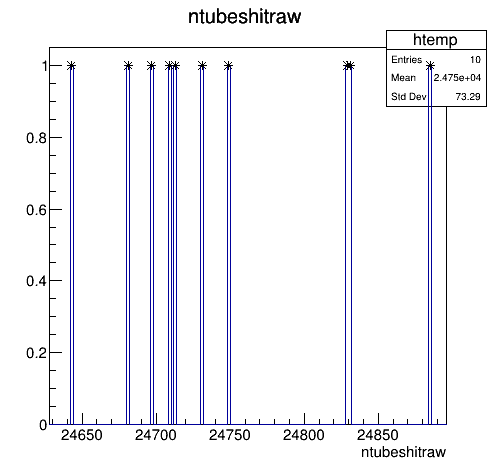 ntubeshitraw
htemp
Entries 10
Mean 2.475e+04
Std Dev 73.29
1
0.8
0.6
0.4
0.2
0
24650 24700 24750 24800 24850
ntubeshitraw